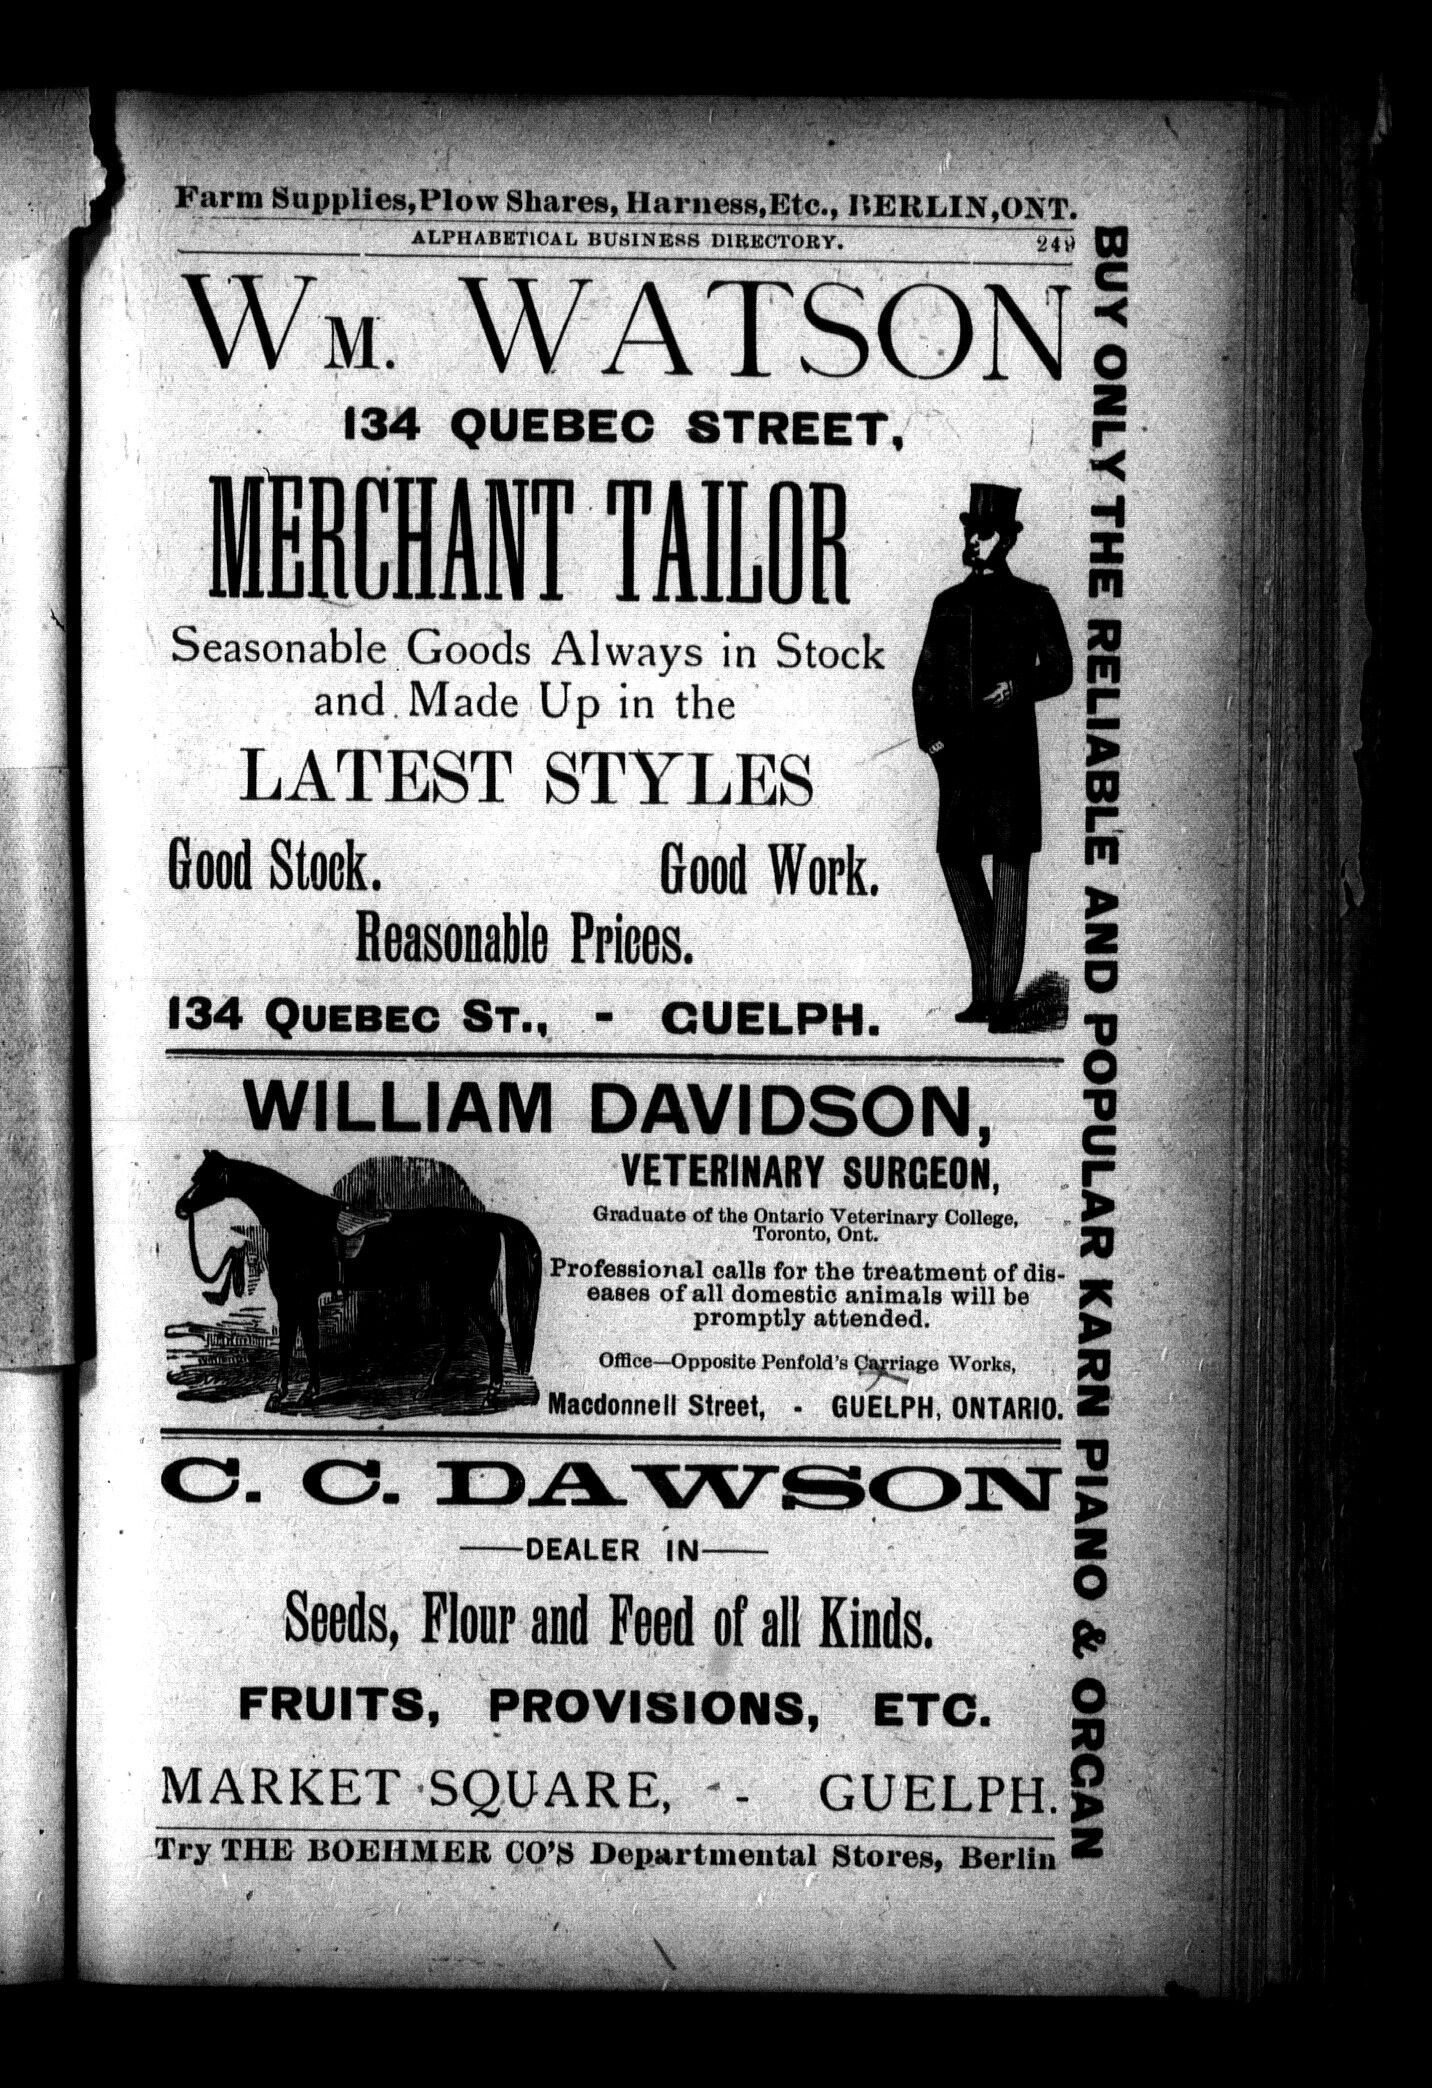 Farm Supplies, Plow Shares, Harness, Etc., BERLIN, ONT.
ALPHABETICAL BUSINESS DIRECTORY. 249
WM. WATSON
134 QUEBEC STREET,
MERCHANT TAILOR
Seasonable Goods Always in Stock
and Made Up in the
LATEST STYLES
Good Stock. Good Work.
Reasonable Prices.
134 QUEBEC ST., - GUELPH.
WILLIAM DAVIDSON,
VETERINARY SURGEON,
Graduate of the Ontario Veterinary College,
Toronto, Ont.
Professional calls for the treatment of dis-
eases of all domestic animals will be
promptly attended.
Office—Opposite Penfold's Carriage Works,
Macdonnell Street, - GUELPH, ONTARIO.
C. C. DAWSON
—DEALER IN—
Seeds, Flour and Feed of all Kinds.
FRUITS, PROVISIONS, ETC.
MARKET SQUARE, - - GUELPH.
Try THE BOEHMER CO'S Departmental Stores, Berlin
BUY ONLY THE RELIABLE AND POPULAR KARN PIANO & ORGAN